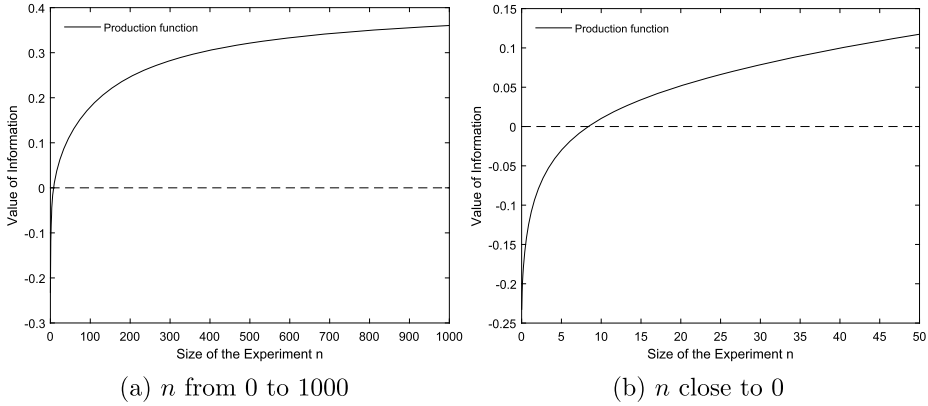 0.4
0.3
0.2
0.1
0
-0.1
-0.2
-0.3
Value of Information
Production function
0 100 200 300 400 500 600 700 800 900 1000
Size of the Experiment n
(a) n from 0 to 1000
0.15
0.1
0.05
0
-0.05
-0.1
-0.15
-0.2
-0.25
Value of Information
Production function
0 5 10 15 20 25 30 35 40 45 50
Size of the Experiment n
(b) n close to 0